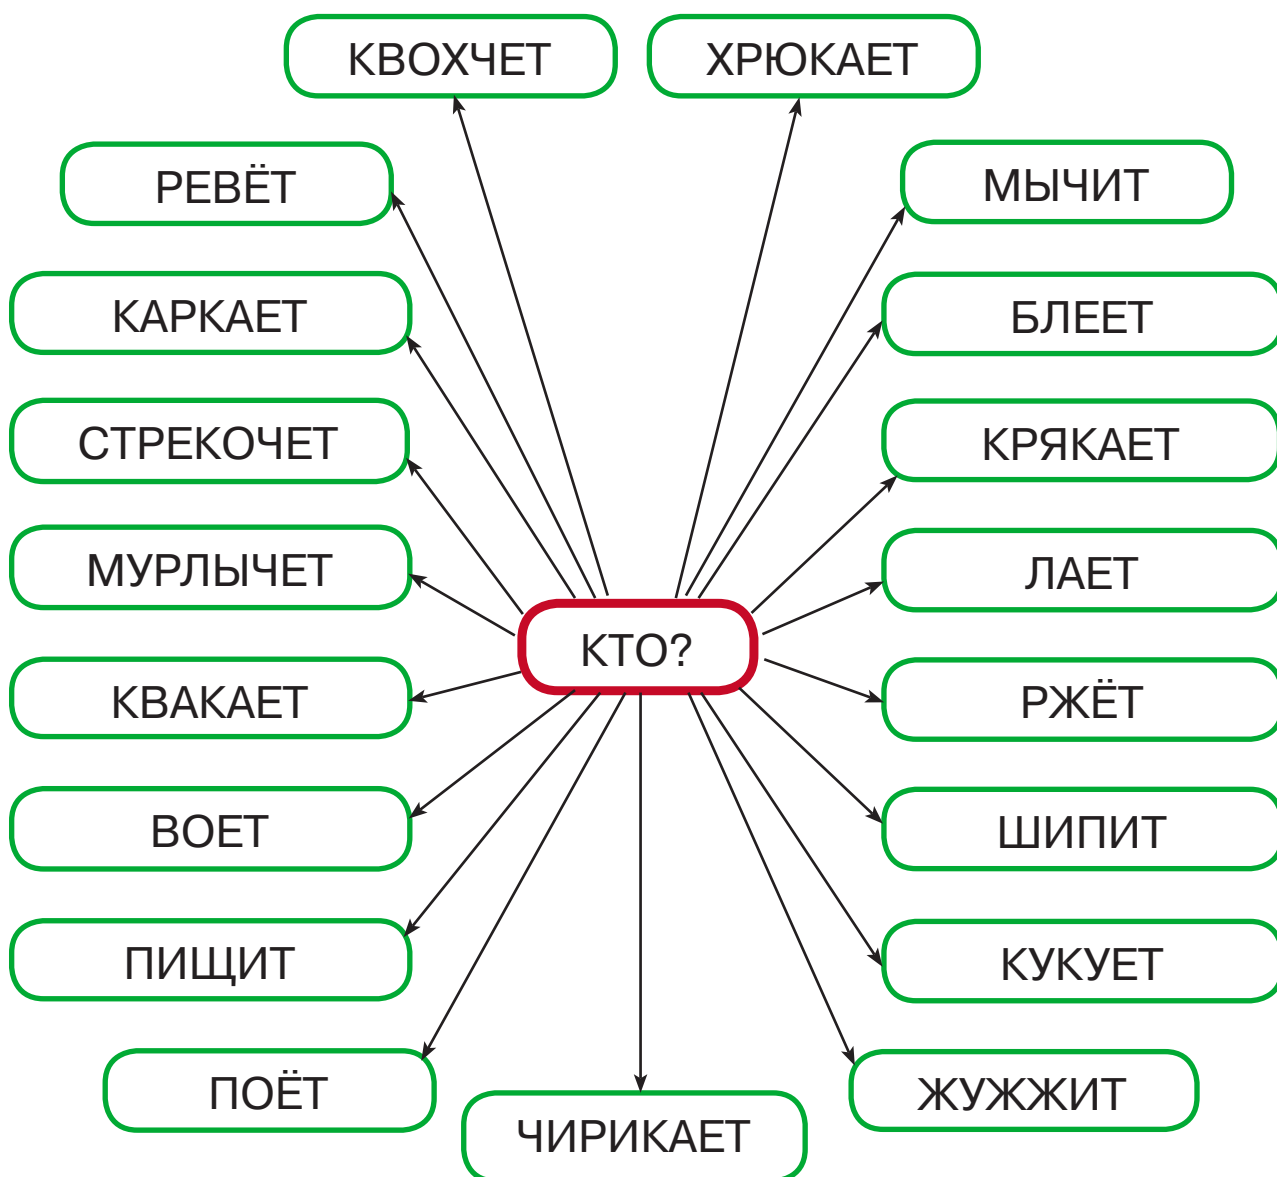 КВОХЧЕТ
ХРЮКАЕТ
РЕВЁТ
МЫЧИТ
КАРКАЕТ
БЛЕЕТ
СТРЕКОЧЕТ
КРЯКАЕТ
МУРЛЫЧЕТ
ЛАЕТ
КТО?
КВАКАЕТ
РЖЁТ
ВОЕТ
ШИПИТ
ПИЩИТ
КУКУЕТ
ПОЁТ
ЖУЖЖИТ
ЧИРИКАЕТ